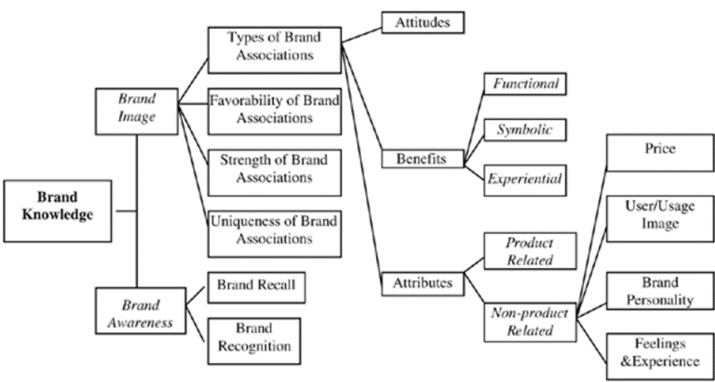 Brand
Knowledge
Brand
Image
Brand
Awareness
Types of Brand
Associations
Favorability of Brand
Associations
Strength of Brand
Associations
Uniqueness of Brand
Associations
Brand Recall
Brand
Recognition
Attitudes
Benefits
Attributes
Functional
Symbolic
Experiential
Product
Related
Non-product
Related
Price
User/Usage
Image
Brand
Personality
Feelings
&Experience